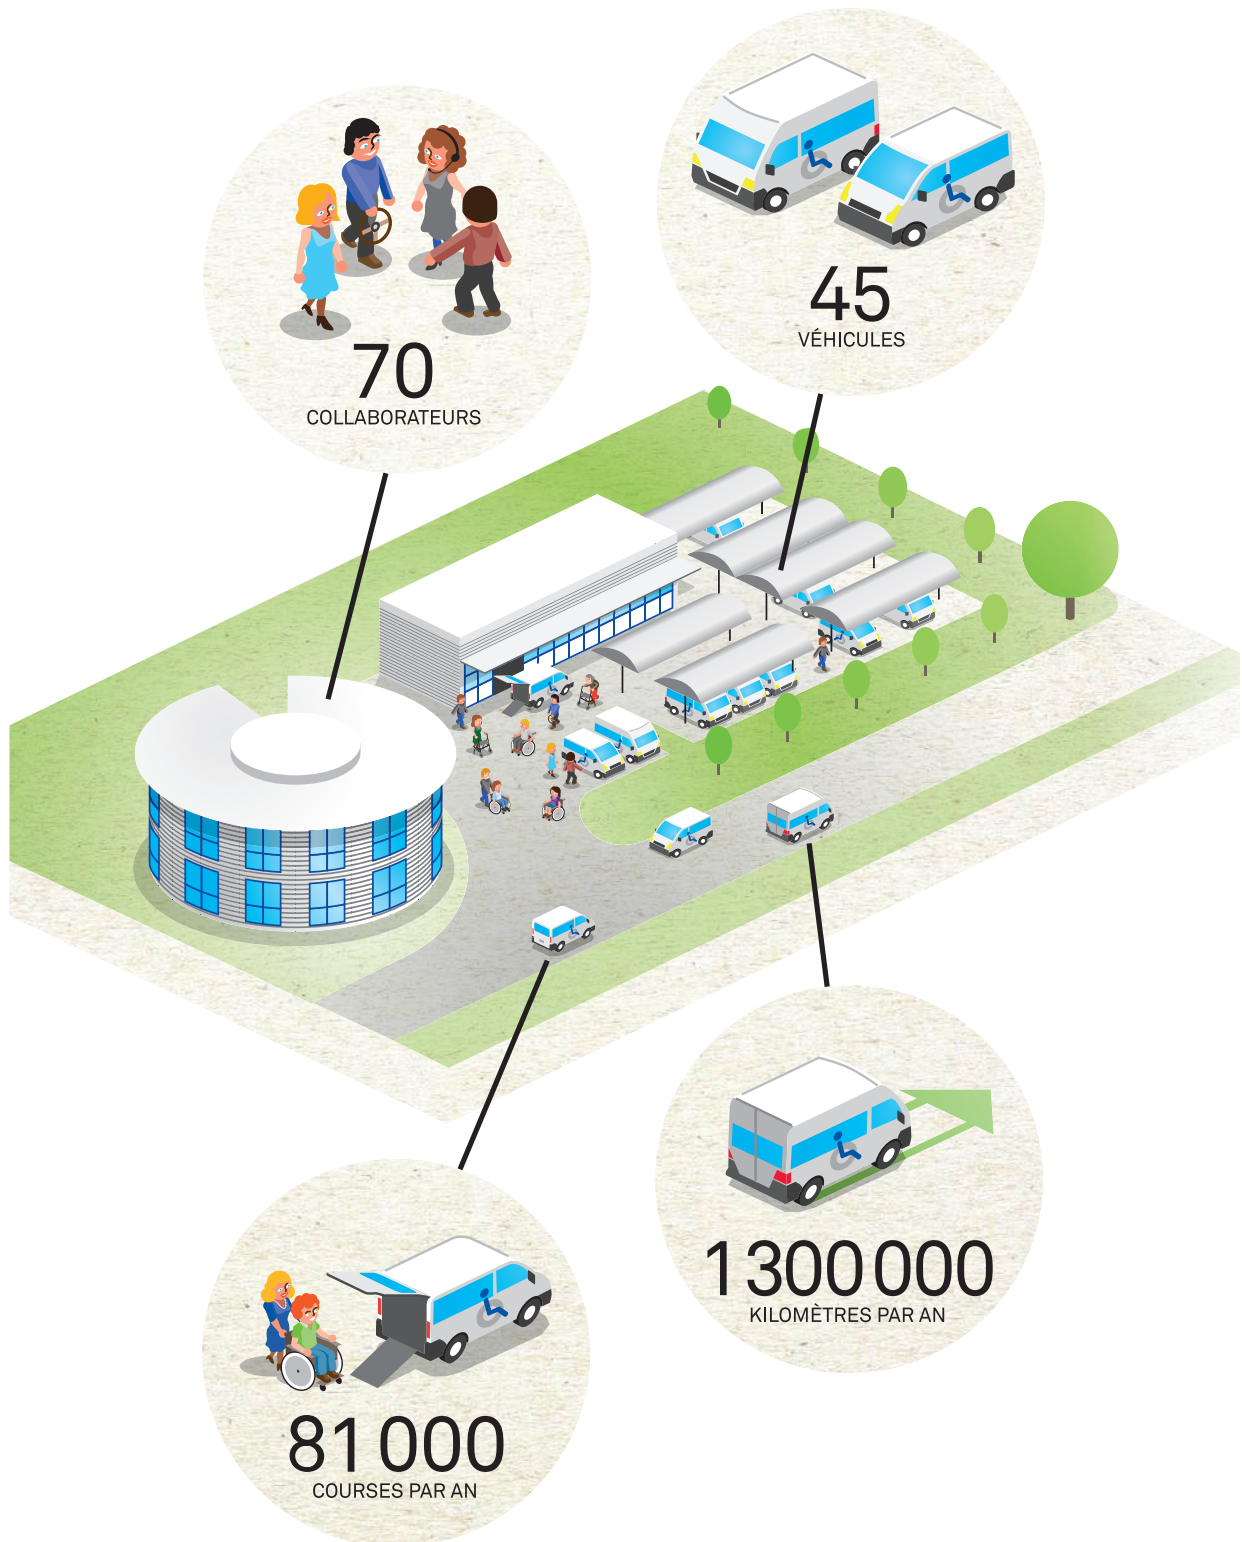 45
VÉHICULES
70
COLLABORATEURS
1 300 000
KILOMÈTRES PAR AN
81 000
COURSES PAR AN